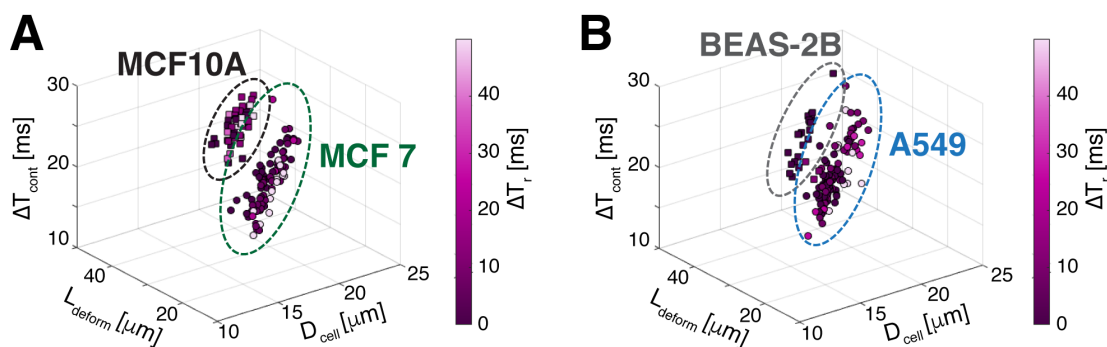 A
MCF10A
MCF 7
30
20
10
ΔT_cont [ms]
40
20
L_deform [μm]
10
15
20
25
D_cell [μm]
40
30
20
10
0
ΔT_r [ms]
B
BEAS-2B
A549
30
20
10
ΔT_cont [ms]
40
20
L_deform [μm]
10
15
20
25
D_cell [μm]
40
30
20
10
0
ΔT_r [ms]